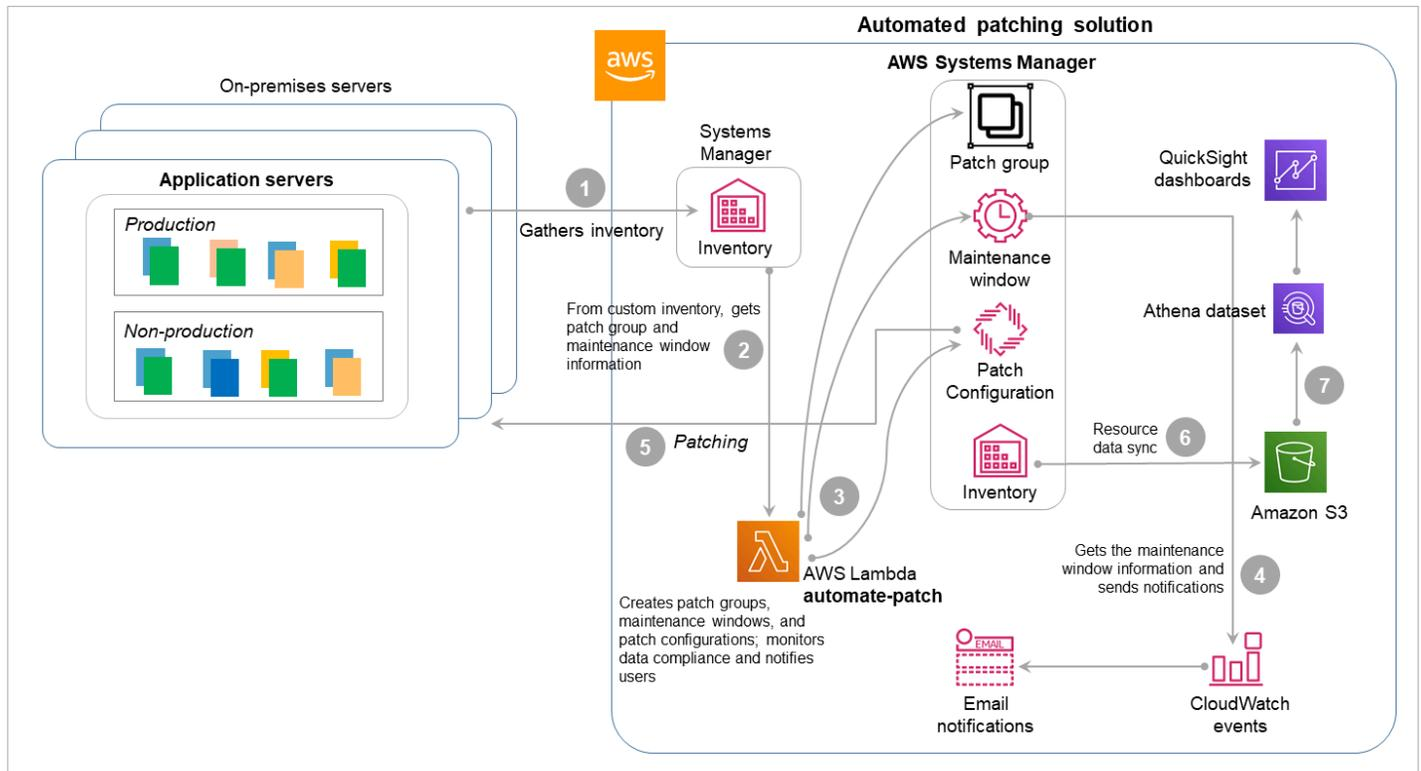 Automated patching solution
aws
AWS Systems Manager
On-premises servers
Application servers
Production
Non-production
1
Gathers inventory
Systems
Manager
Inventory
From custom inventory, gets
patch group and
maintenance window
information
2
5
Patching
3
AWS Lambda
automate-patch
Creates patch groups,
maintenance windows, and
patch configurations; monitors
data compliance and notifies
users
Patch group
Maintenance
window
Patch
Configuration
Inventory
QuickSight
dashboards
Athena dataset
7
Resource
data sync
6
Amazon S3
Gets the maintenance
window information and
sends notifications
4
EMAIL
Email
notifications
CloudWatch
events